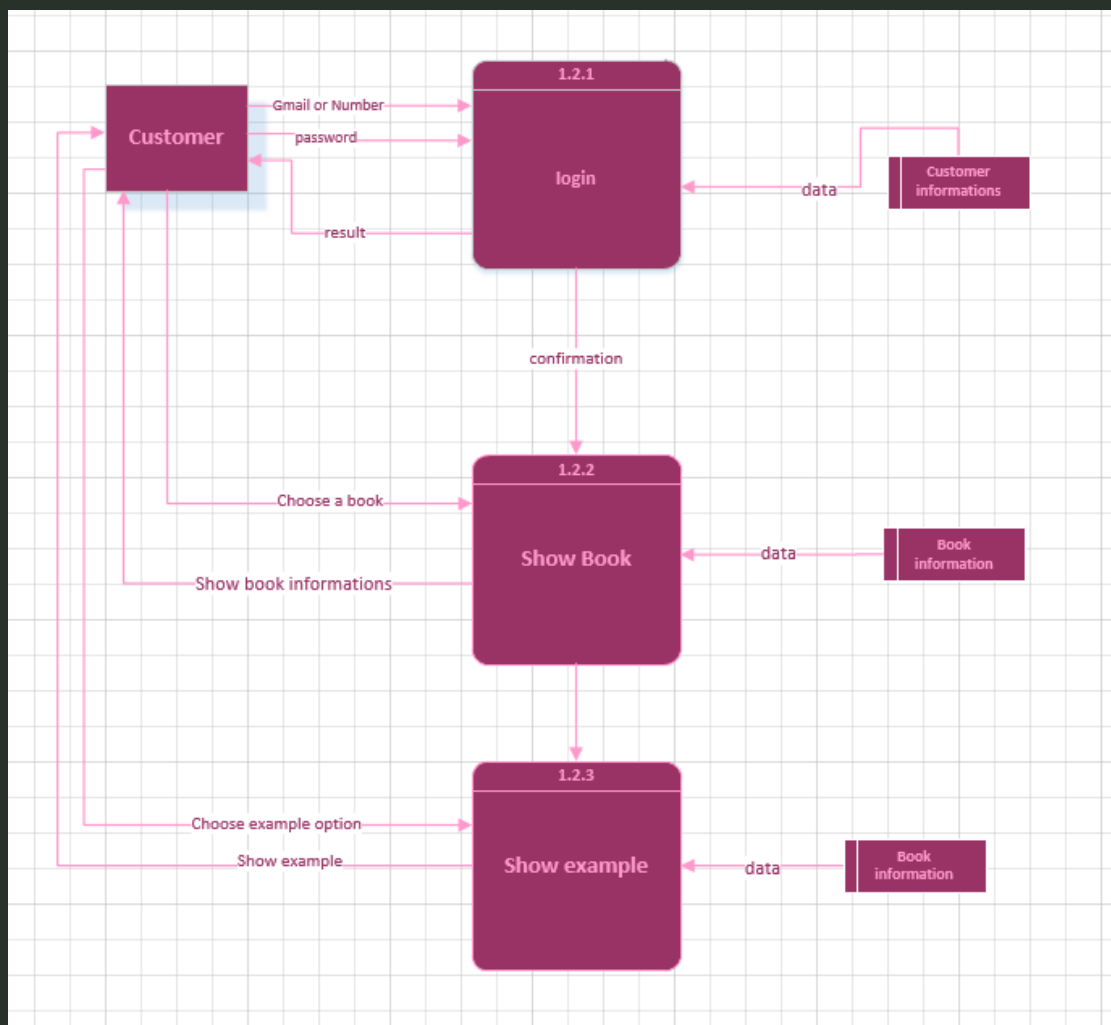 1.2.1
Customer
Gmail or Number
password
login
Customer
informations
data
result
confirmation
1.2.2
Choose a book
Show Book
data
Book
information
Show book informations
1.2.3
Choose example option
Show example
Show example
data
Book
information